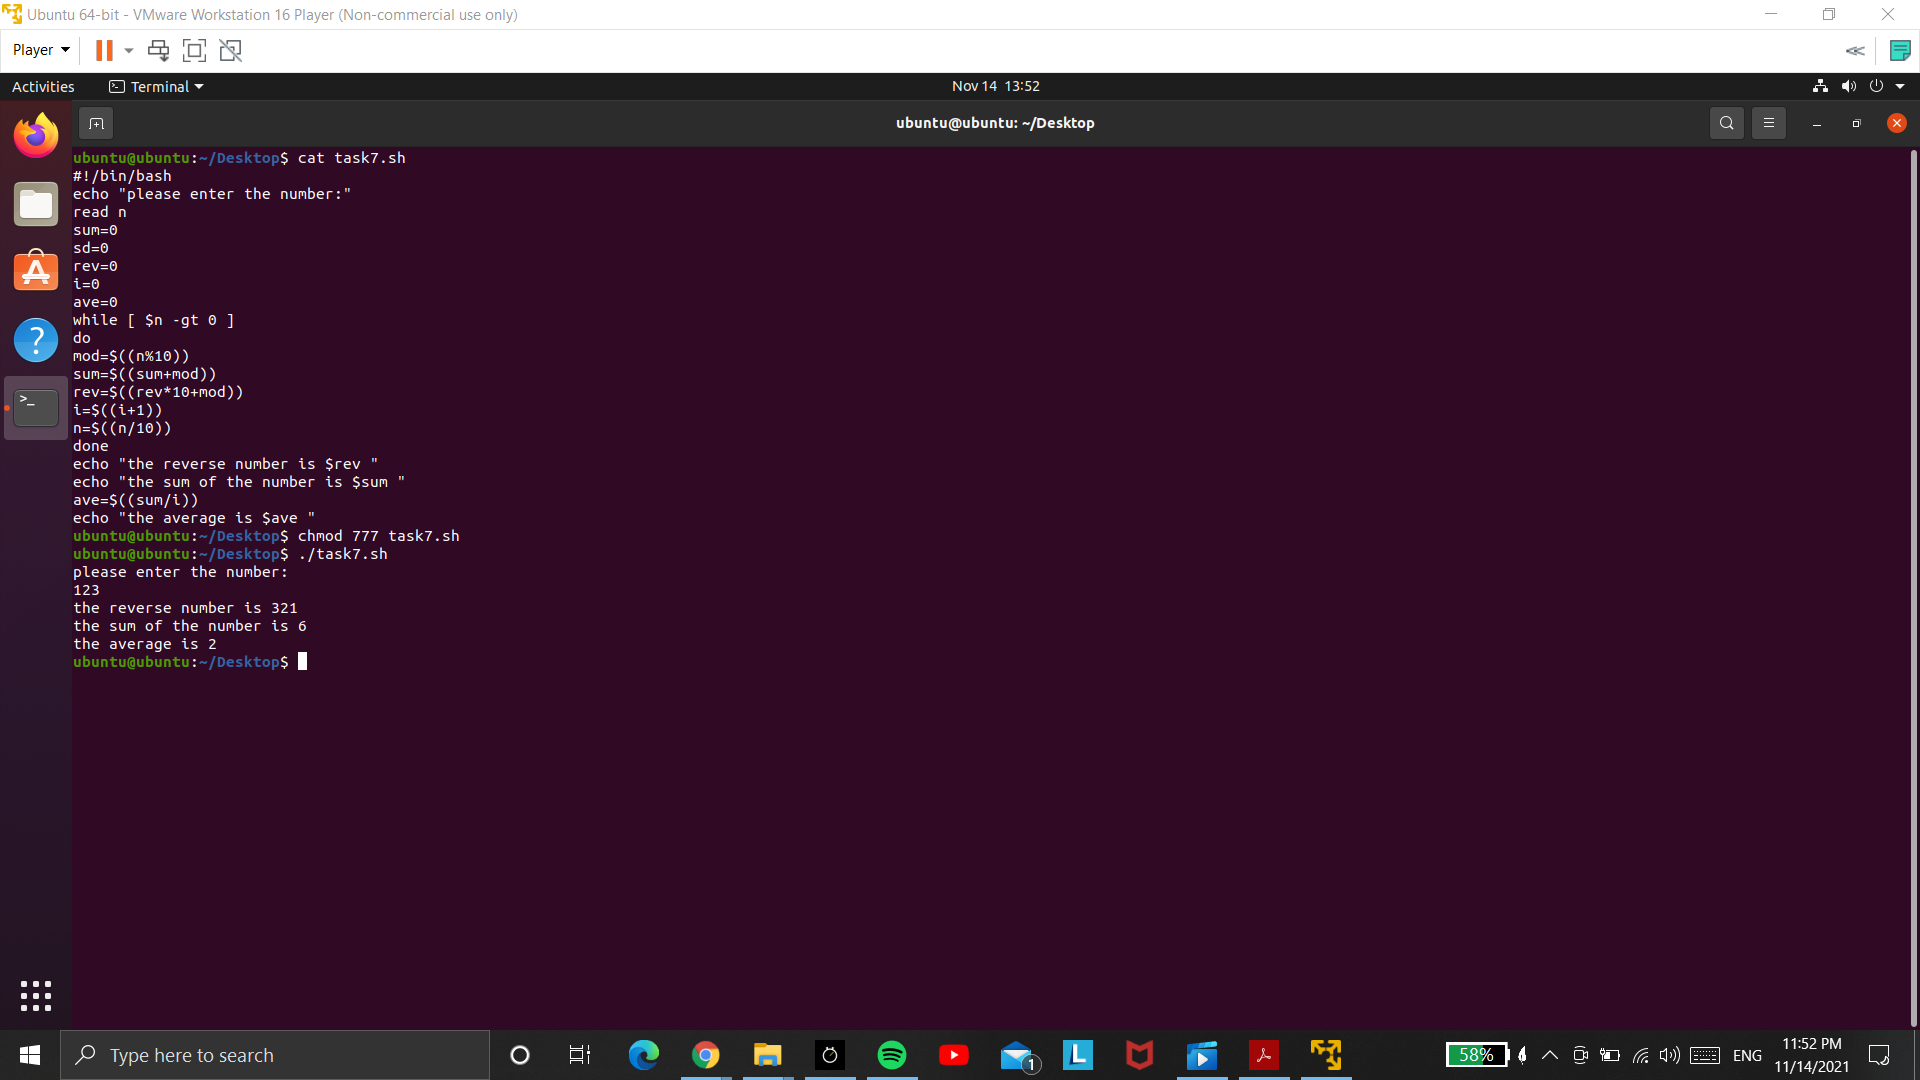 Ubuntu 64-bit - VMware Workstation 16 Player (Non-commercial use only)
Player
Activities
Terminal
Nov 14 13:52
ubuntu@ubuntu: ~/Desktop
ubuntu@ubuntu:~/Desktop$ cat task7.sh
#!/bin/bash
echo "please enter the number:"
read n
sum=0
sd=0
rev=0
i=0
ave=0
while [ $n -gt 0 ]
do
mod=$((n%10))
sum=$((sum+mod))
rev=$((rev*10+mod))
i=$((i+1))
n=$((n/10))
done
echo "the reverse number is $rev "
echo "the sum of the number is $sum "
ave=$((sum/i))
echo "the average is $ave "
ubuntu@ubuntu:~/Desktop$ chmod 777 task7.sh
ubuntu@ubuntu:~/Desktop$ ./task7.sh
please enter the number:
123
the reverse number is 321
the sum of the number is 6
the average is 2
ubuntu@ubuntu:~/Desktop$
Type here to search
1
L
58%
ENG
11:52 PM
11/14/2021